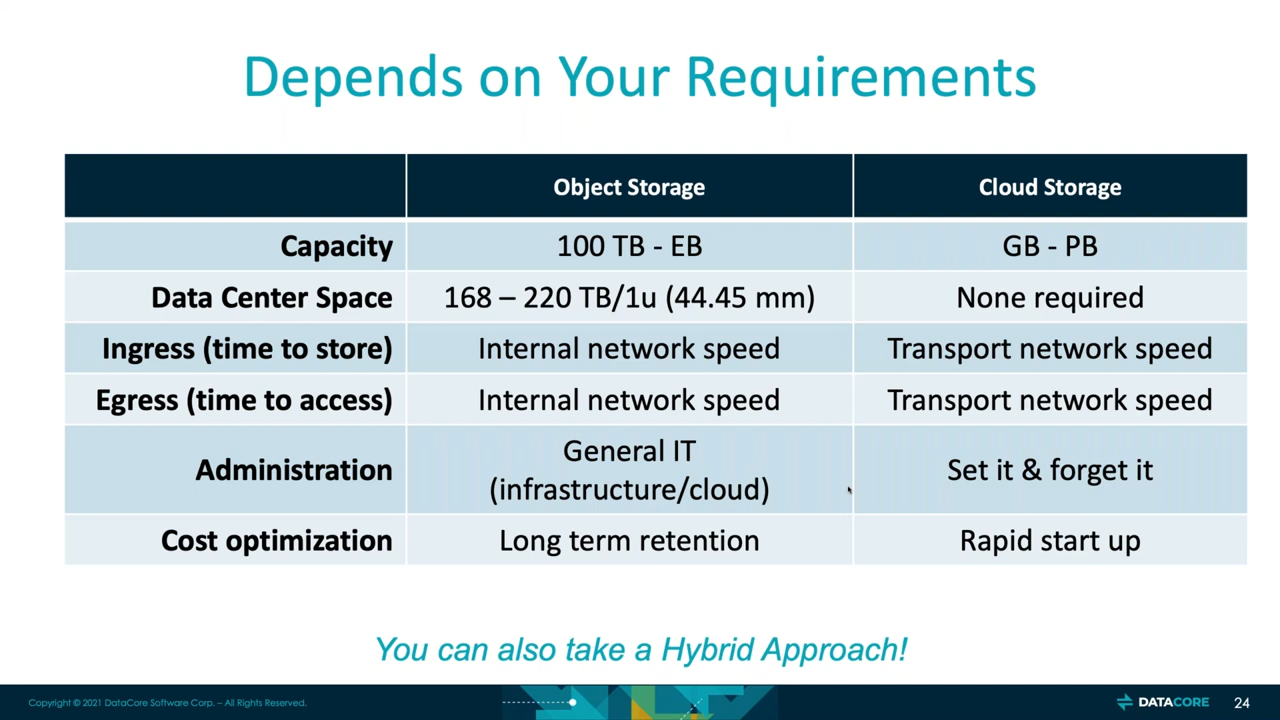 Depends on Your Requirements
Object Storage
Cloud Storage
Capacity
100 TB - EB
GB - PB
Data Center Space
168 – 220 TB/1u (44.45 mm)
None required
Ingress (time to store)
Internal network speed
Transport network speed
Egress (time to access)
Internal network speed
Transport network speed
Administration
General IT
(infrastructure/cloud)
Set it & forget it
Cost optimization
Long term retention
Rapid start up
You can also take a Hybrid Approach!
Copyright © 2021 DataCore Software Corp. – All Rights Reserved.
DATACORE
24